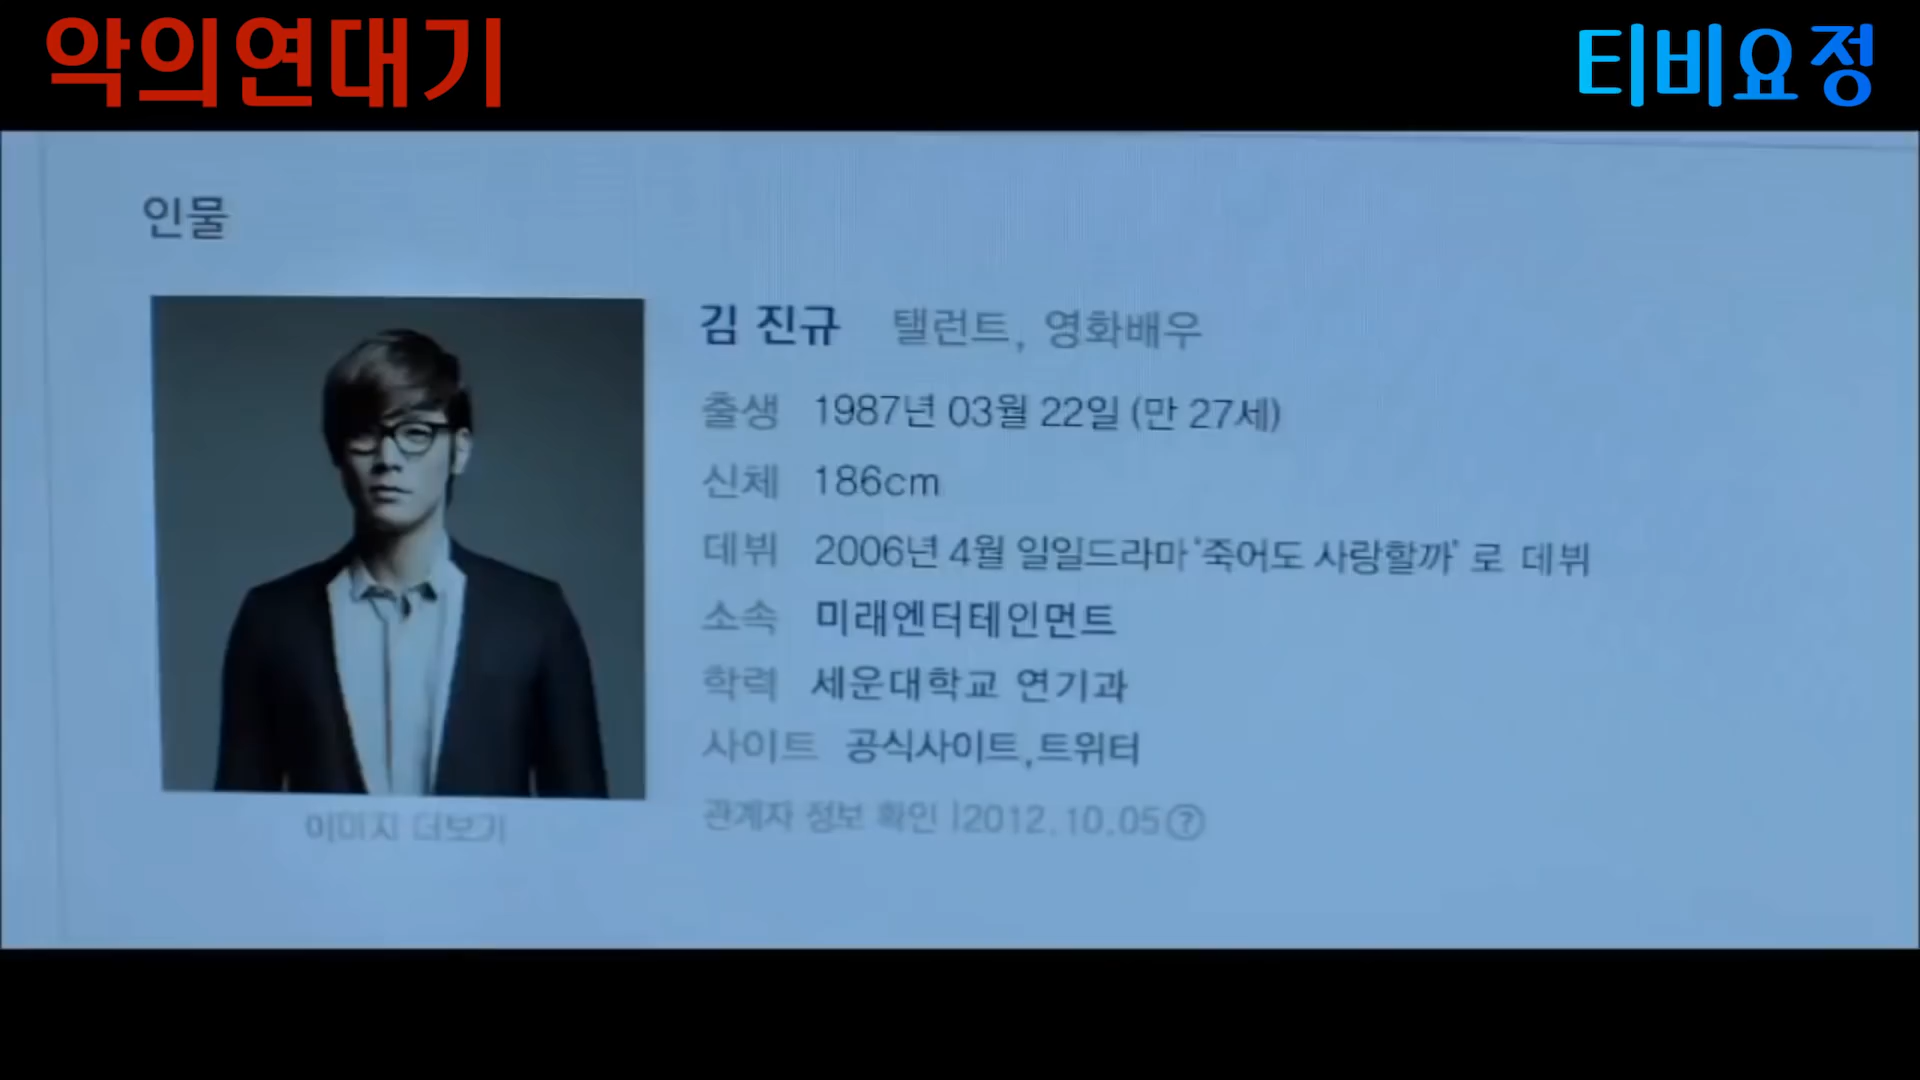 악의연대기
티비요정
인물
김 진규 탤런트, 영화배우
출생 1987년 03월 22일 (만 27세)
신체 186cm
데뷔 2006년 4월 일일드라마 '죽어도 사랑할까' 로 데뷔
소속 미래엔터테인먼트
학력 세운대학교 연기과
사이트 공식사이트,트위터
관계자 정보 확인 |2012.10.05?
이미지 더보기